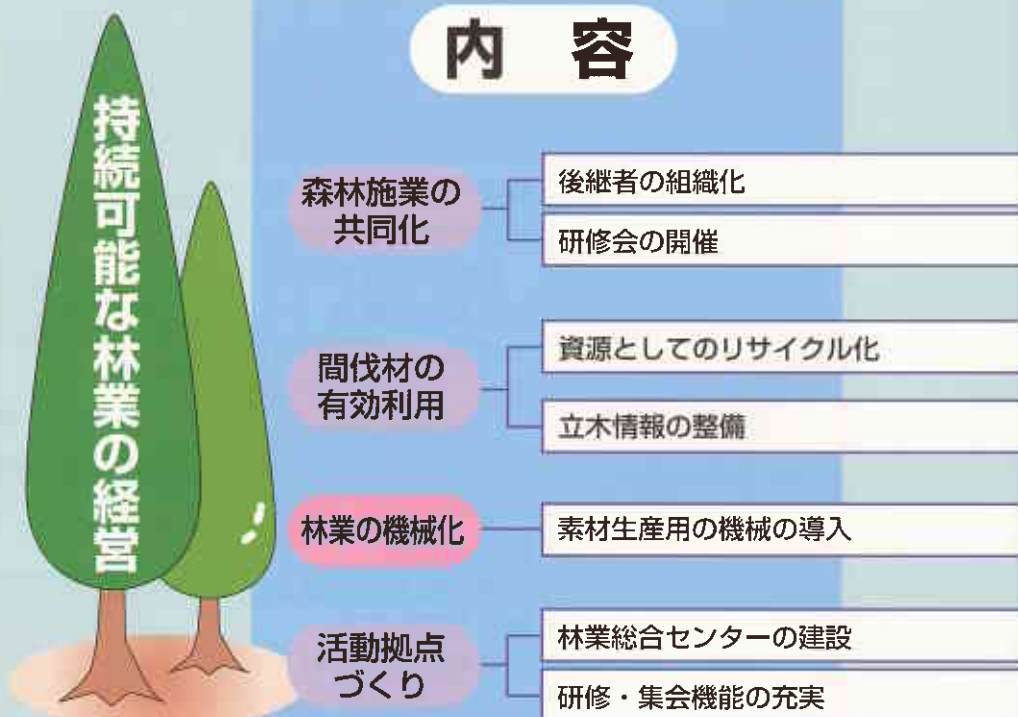 内 容
持続可能な林業の経営
森林施業の
共同化
後継者の組織化
研修会の開催
間伐材の
有効利用
資源としてのリサイクル化
立木情報の整備
林業の機械化
素材生産用の機械の導入
活動拠点
づくり
林業総合センターの建設
研修・集会機能の充実